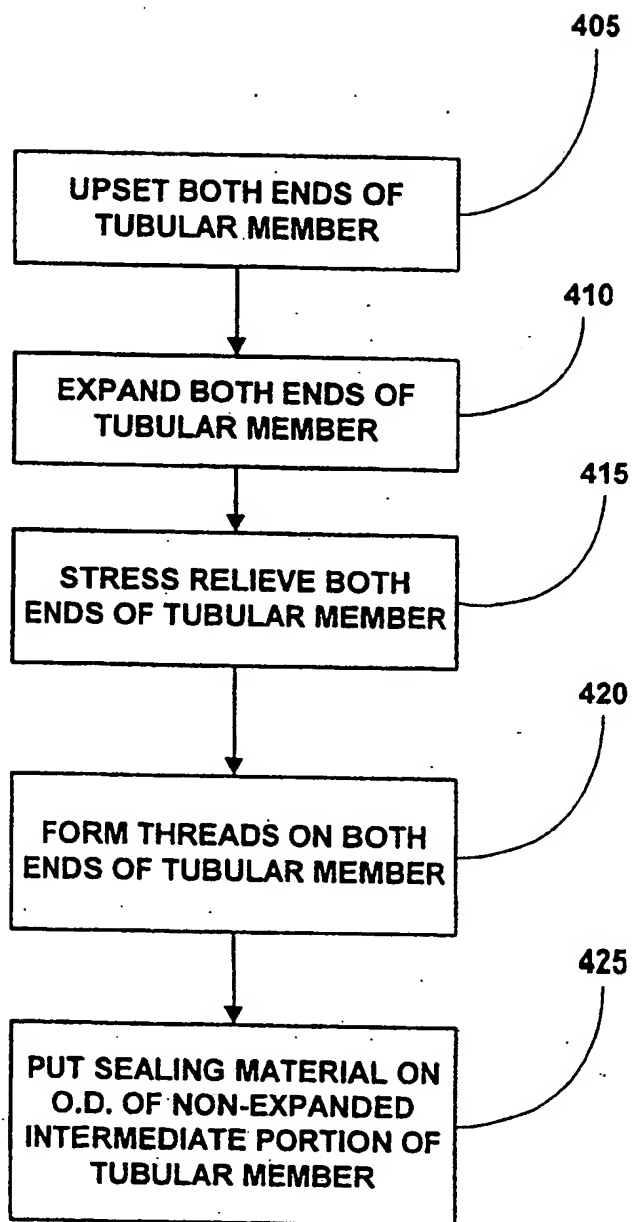 405
UPSET BOTH ENDS OF
TUBULAR MEMBER
410
EXPAND BOTH ENDS OF
TUBULAR MEMBER
415
STRESS RELIEVE BOTH
ENDS OF TUBULAR MEMBER
420
FORM THREADS ON BOTH
ENDS OF TUBULAR MEMBER
425
PUT SEALING MATERIAL ON
O.D. OF NON-EXPANDED
INTERMEDIATE PORTION OF
TUBULAR MEMBER